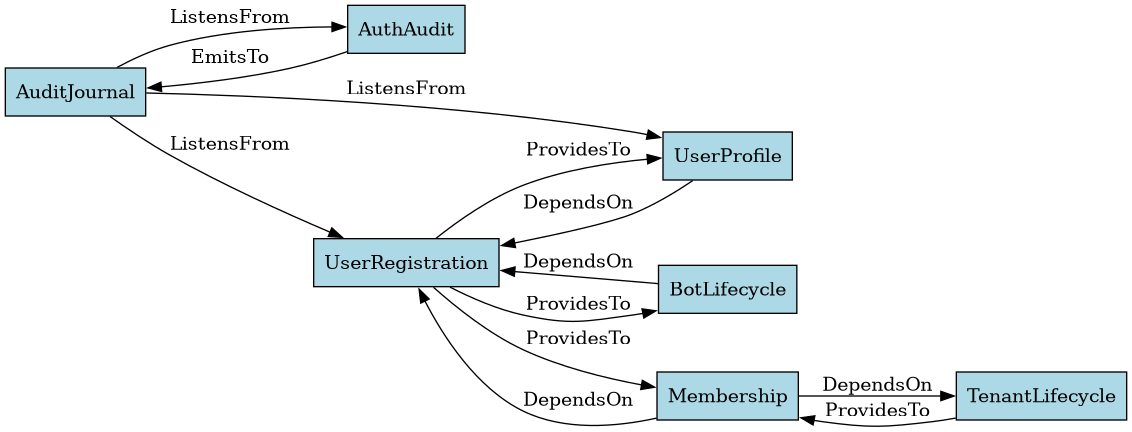 ListensFrom
AuthAudit
EmitsTo
AuditJournal
ListensFrom
ListensFrom
ProvidesTo
UserProfile
DependsOn
UserRegistration
DependsOn
BotLifecycle
ProvidesTo
ProvidesTo
DependsOn
Membership
DependsOn
ProvidesTo
TenantLifecycle